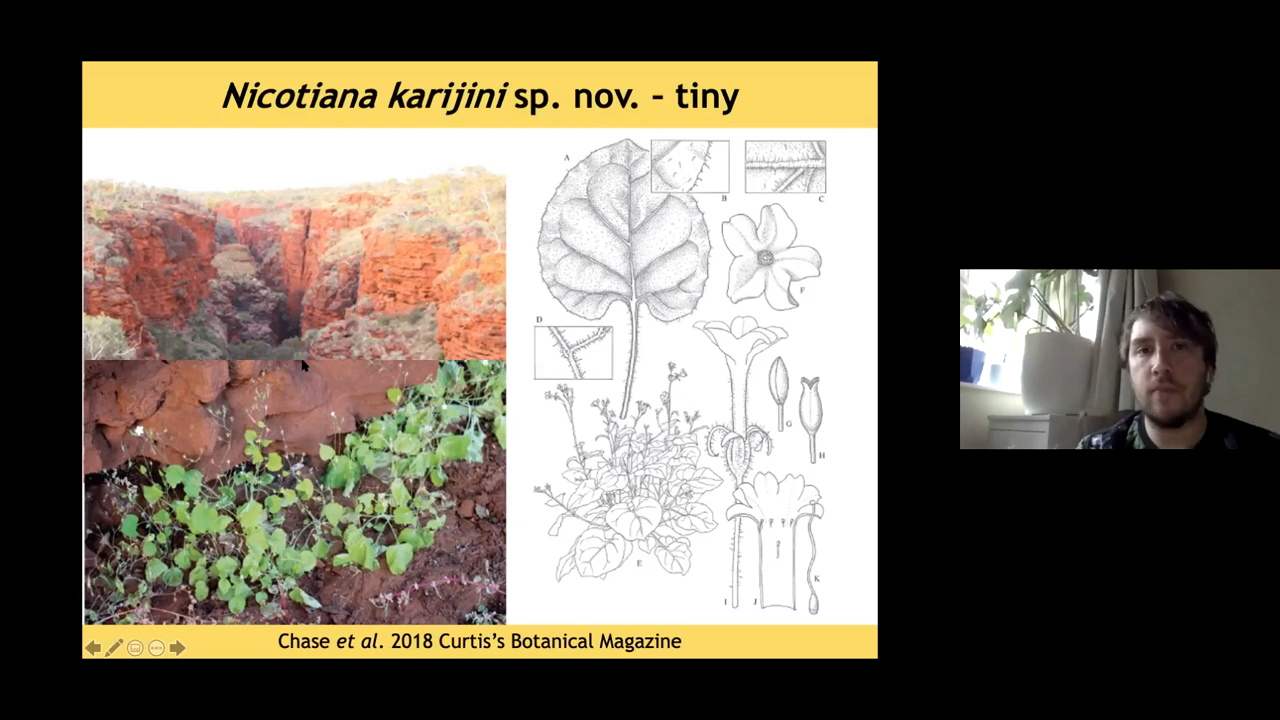 Nicotiana karijini sp. nov. – tiny
A
B
C
F
D
G
H
E
I
J
K
Chase et al. 2018 Curtis’s Botanical Magazine